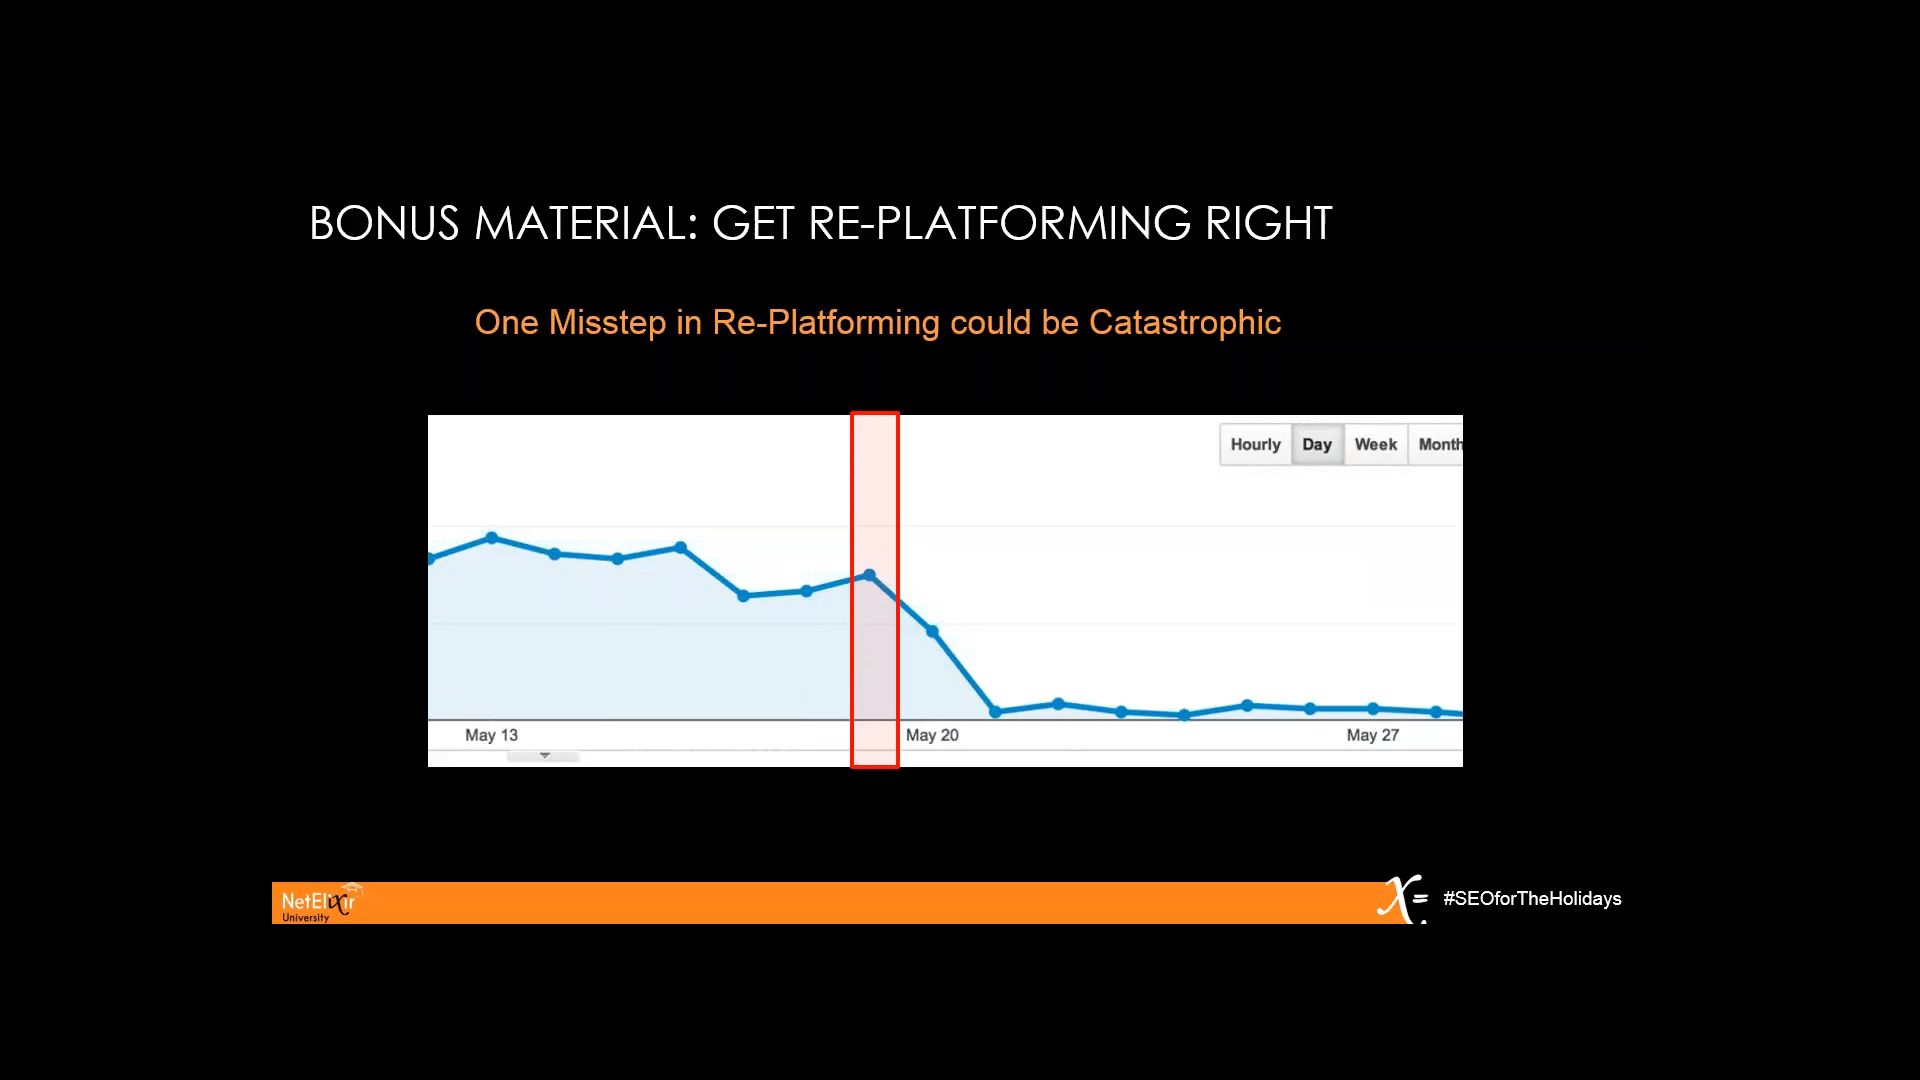 BONUS MATERIAL: GET RE-PLATFORMING RIGHT
One Misstep in Re-Platforming could be Catastrophic
Hourly Day Week Month
May 13 May 20 May 27
NetElixir
University
X= #SEOforTheHolidays